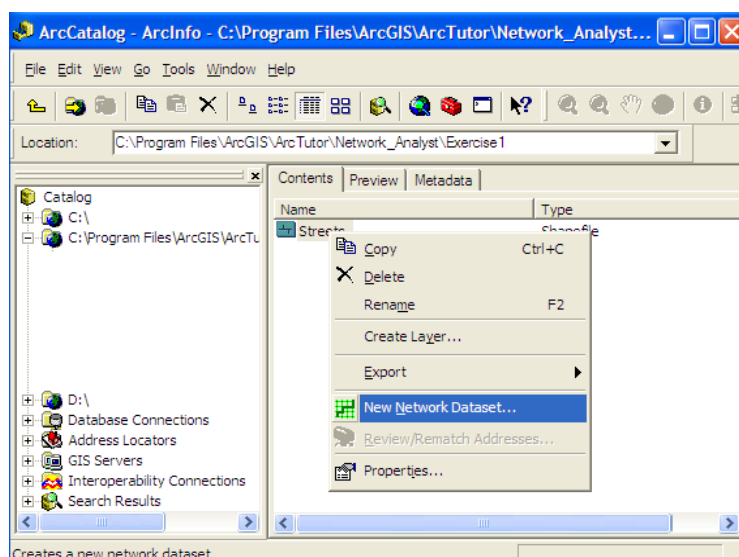 ArcCatalog - ArcInfo - C:\Program Files\ArcGIS\ArcTutor\Network_Analyst...
File Edit View Go Tools Window Help
Location: C:\Program Files\ArcGIS\ArcTutor\Network_Analyst\Exercise1
Contents Preview Metadata
Catalog
C:\
C:\Program Files\ArcGIS\ArcTu
D:\
Database Connections
Address Locators
GIS Servers
Interoperability Connections
Search Results
Name Type
Streets Shapefile
Copy Ctrl+C
Delete
Rename F2
Create Layer...
Export
New Network Dataset...
Review/Rematch Addresses...
Properties...
Creates a new network dataset